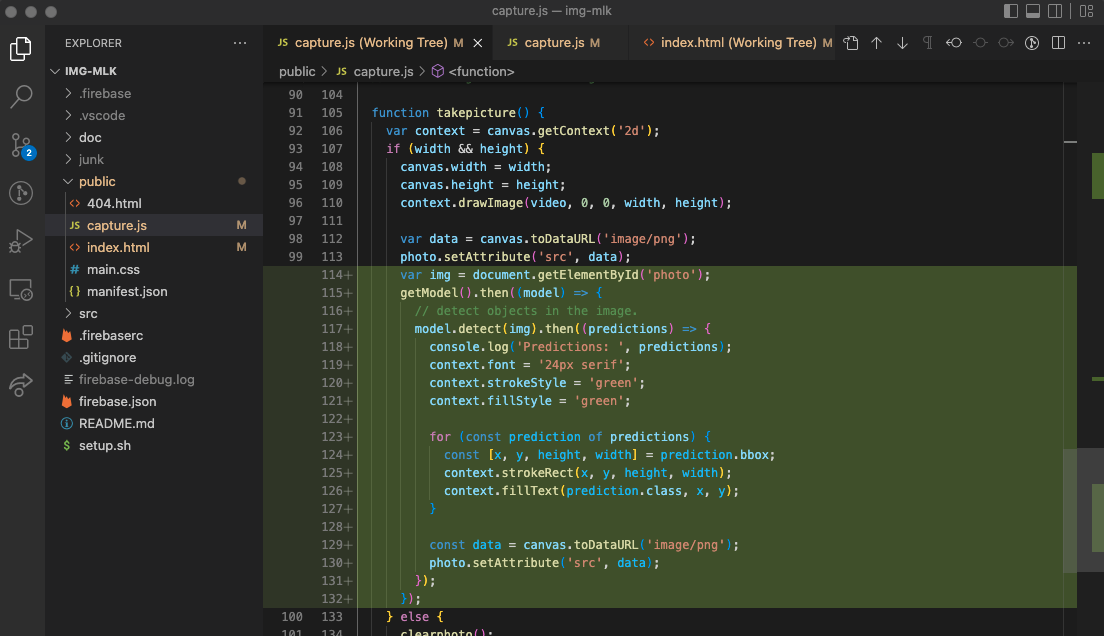 capture.js — img-mlk
EXPLORER
IMG-MLK
.firebase
.vscode
doc
junk
public
404.html
JS capture.js M
index.html M
# main.css
{} manifest.json
src
.firebaserc
.gitignore
firebase-debug.log
firebase.json
README.md
$ setup.sh
2
JS capture.js (Working Tree) M
JS capture.js M
index.html (Working Tree) M
public > JS capture.js > <function>
90 104
91 105 function takepicture() {
92 106 var context = canvas.getContext('2d');
93 107 if (width && height) {
94 108 canvas.width = width;
95 109 canvas.height = height;
96 110 context.drawImage(video, 0, 0, width, height);
97 111
98 112 var data = canvas.toDataURL('image/png');
99 113 photo.setAttribute('src', data);
114+ var img = document.getElementById('photo');
115+ getModel().then((model) => {
116+ // detect objects in the image.
117+ model.detect(img).then((predictions) => {
118+ console.log('Predictions: ', predictions);
119+ context.font = '24px serif';
120+ context.strokeStyle = 'green';
121+ context.fillStyle = 'green';
122+
123+ for (const prediction of predictions) {
124+ const [x, y, height, width] = prediction.bbox;
125+ context.strokeRect(x, y, height, width);
126+ context.fillText(prediction.class, x, y);
127+ }
128+
129+ const data = canvas.toDataURL('image/png');
130+ photo.setAttribute('src', data);
131+ });
132+ });
100 133 } else {
101 134 clearphoto();